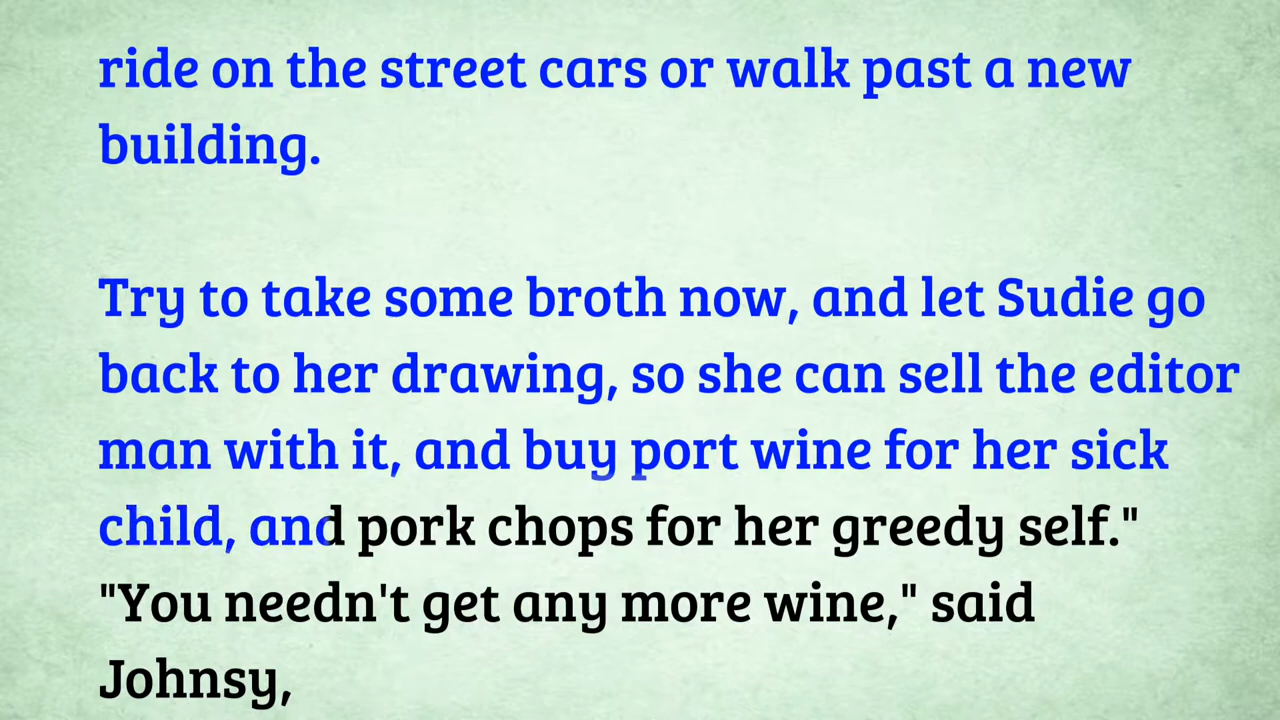 ride on the street cars or walk past a new
building.
Try to take some broth now, and let Sudie go
back to her drawing, so she can sell the editor
man with it, and buy port wine for her sick
child, and pork chops for her greedy self."
"You needn't get any more wine," said
Johnsy,